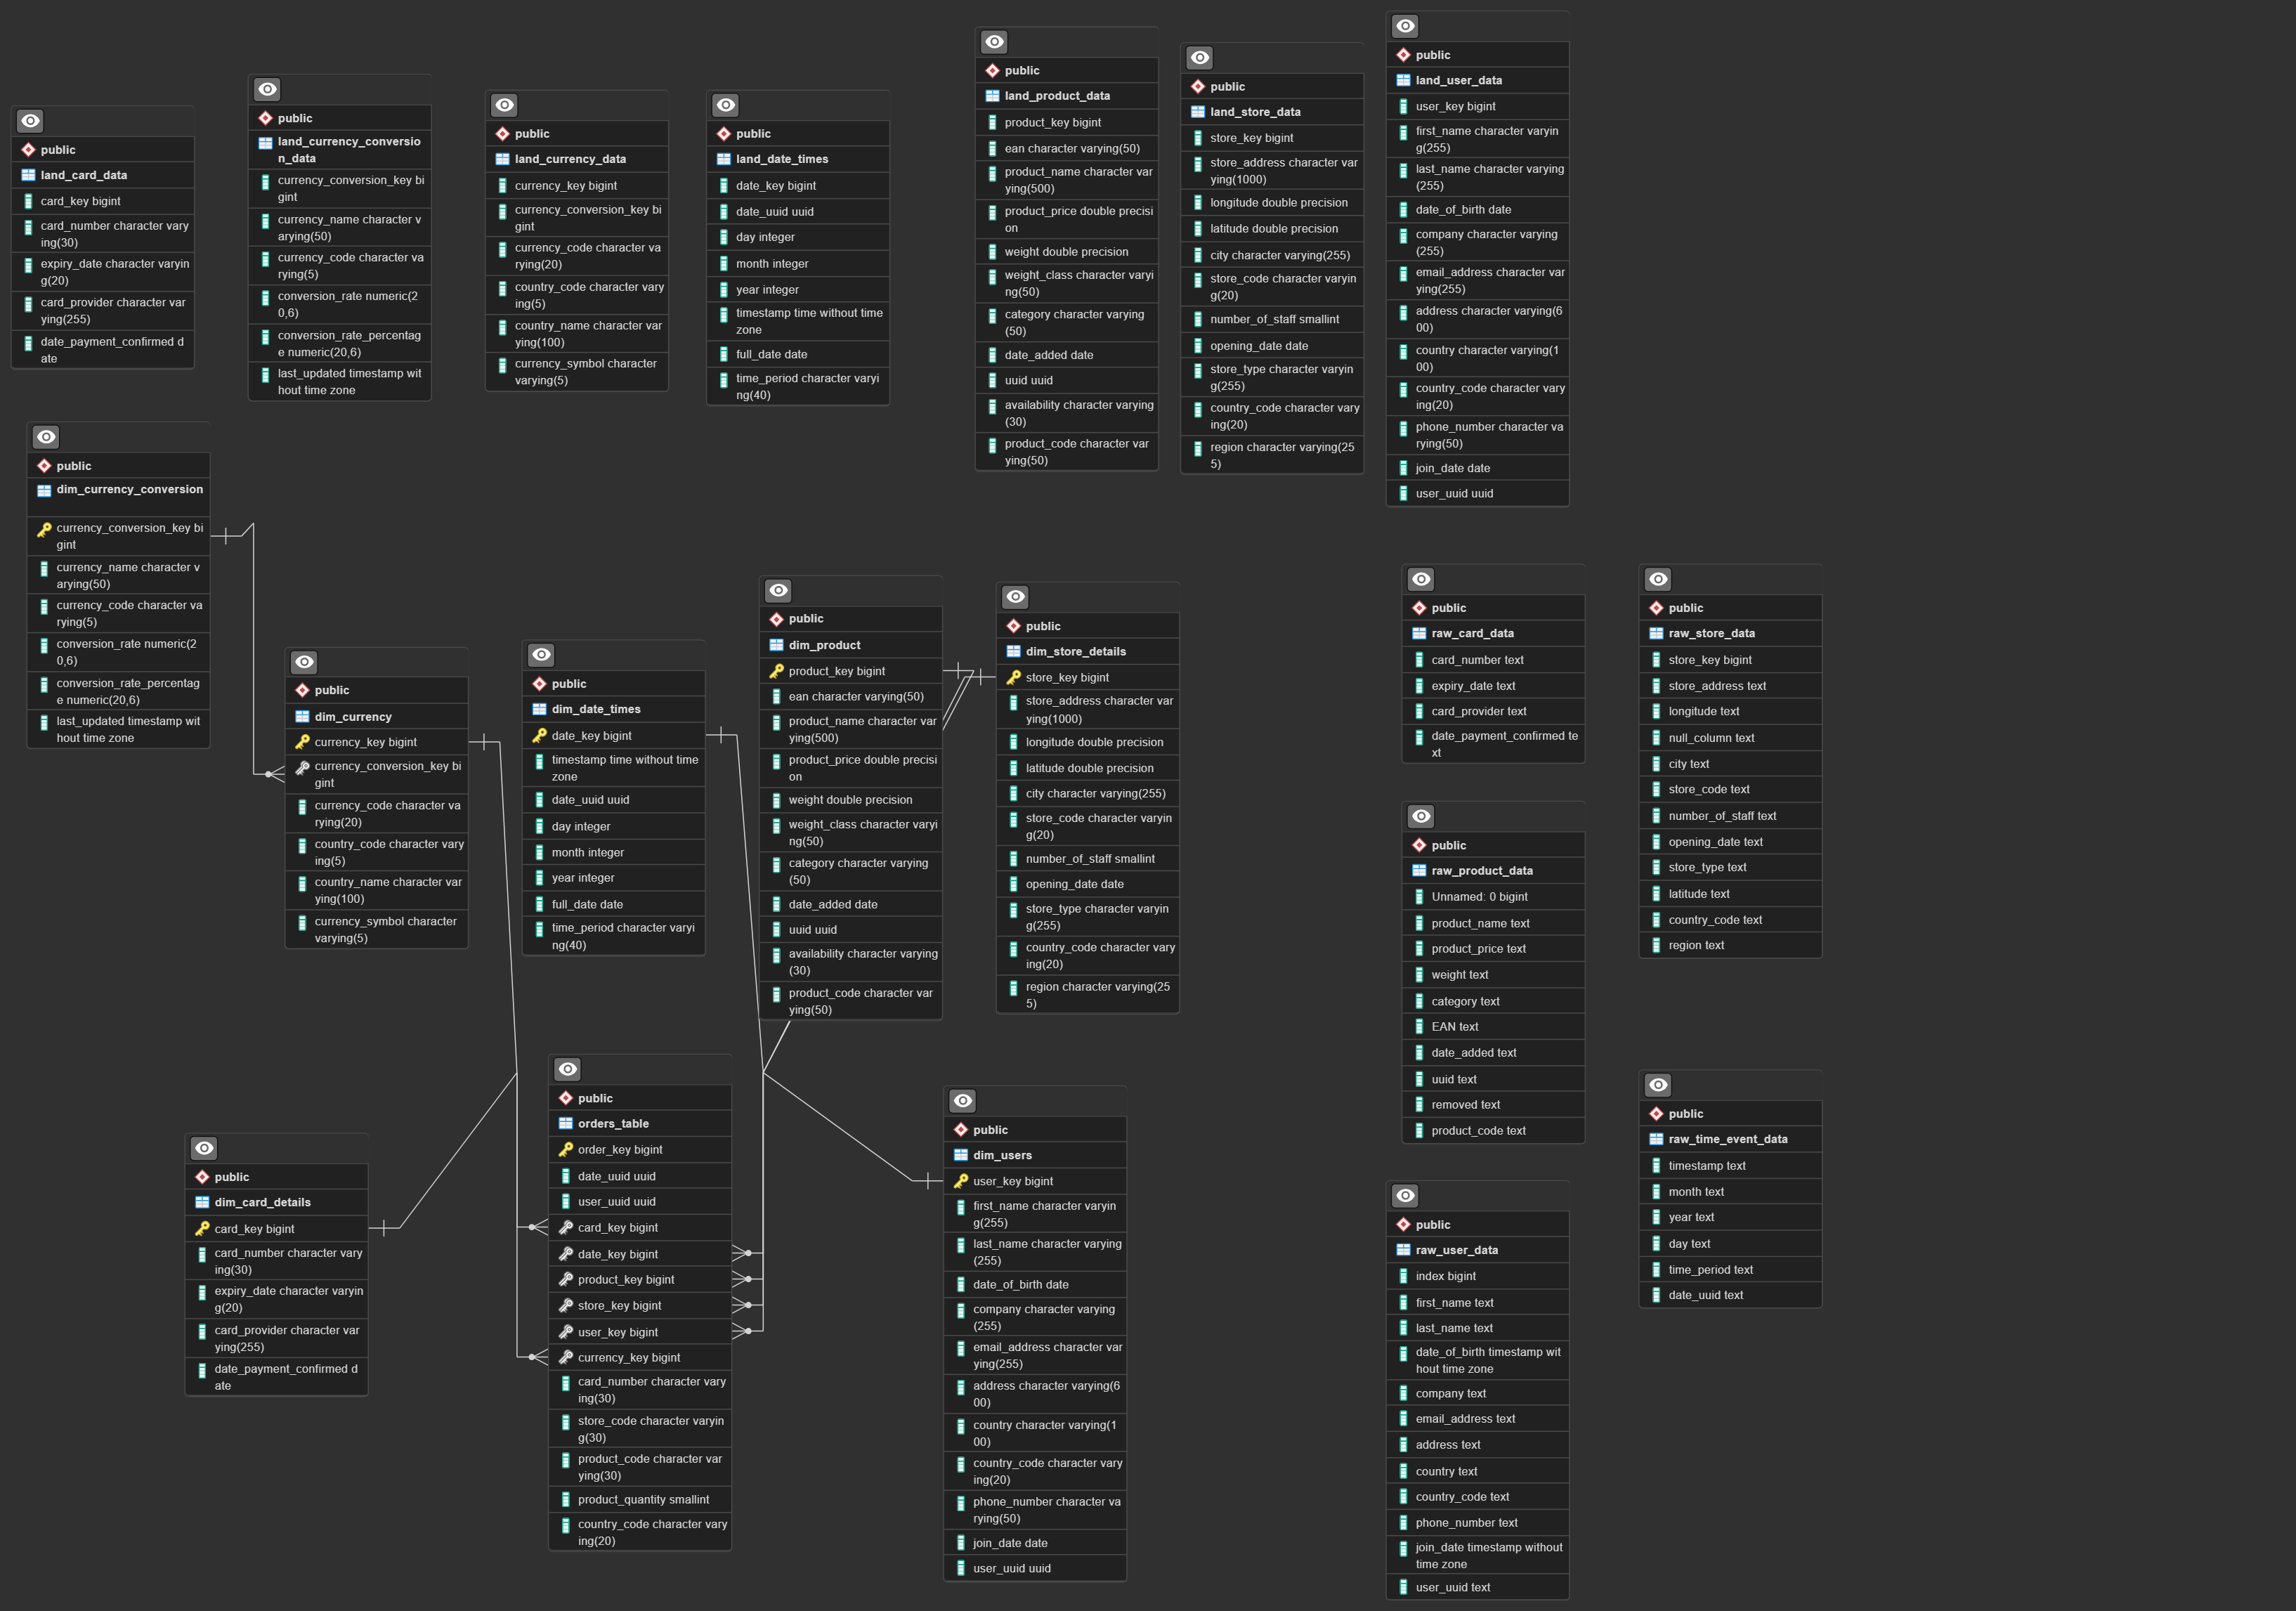 public
land_card_data
card_key bigint
card_number character vary
ing(30)
expiry_date character varyin
g(20)
card_provider character var
ying(255)
date_payment_confirmed d
ate
public
land_currency_conversio
n_data
currency_conversion_key bi
gint
currency_name character v
arying(50)
currency_code character va
rying(5)
conversion_rate numeric(2
0,6)
conversion_rate_percentag
e numeric(20,6)
last_updated timestamp wit
hout time zone
public
land_currency_data
currency_key bigint
currency_conversion_key bi
gint
currency_code character va
rying(20)
country_code character vary
ing(5)
country_name character var
ying(100)
currency_symbol character
varying(5)
public
land_date_times
date_key bigint
date_uuid uuid
day integer
month integer
year integer
timestamp time without time
zone
full_date date
time_period character varyi
ng(40)
public
land_product_data
product_key bigint
ean character varying(50)
product_name character var
ying(500)
product_price double precisi
on
weight double precision
weight_class character varyi
ng(50)
category character varying
(50)
date_added date
uuid uuid
availability character varying
(30)
product_code character var
ying(50)
public
land_store_data
store_key bigint
store_address character var
ying(1000)
longitude double precision
latitude double precision
city character varying(255)
store_code character varyin
g(20)
number_of_staff smallint
opening_date date
store_type character varyin
g(255)
country_code character vary
ing(20)
region character varying(25
5)
public
land_user_data
user_key bigint
first_name character varyin
g(255)
last_name character varying
(255)
date_of_birth date
company character varying
(255)
email_address character var
ying(255)
address character varying(6
00)
country character varying(1
00)
country_code character vary
ing(20)
phone_number character va
rying(50)
join_date date
user_uuid uuid
public
dim_currency_conversion
currency_conversion_key bi
gint
currency_name character v
arying(50)
currency_code character va
rying(5)
conversion_rate numeric(2
0,6)
conversion_rate_percentag
e numeric(20,6)
last_updated timestamp wit
hout time zone
public
dim_currency
currency_key bigint
currency_conversion_key bi
gint
currency_code character va
rying(20)
country_code character vary
ing(5)
country_name character var
ying(100)
currency_symbol character
varying(5)
public
dim_date_times
date_key bigint
timestamp time without time
zone
date_uuid uuid
day integer
month integer
year integer
full_date date
time_period character varyi
ng(40)
public
dim_product
product_key bigint
ean character varying(50)
product_name character var
ying(500)
product_price double precisi
on
weight double precision
weight_class character varyi
ng(50)
category character varying
(50)
date_added date
uuid uuid
availability character varying
(30)
product_code character var
ying(50)
public
dim_store_details
store_key bigint
store_address character var
ying(1000)
longitude double precision
latitude double precision
city character varying(255)
store_code character varyin
g(20)
number_of_staff smallint
opening_date date
store_type character varyin
g(255)
country_code character vary
ing(20)
region character varying(25
5)
public
raw_card_data
card_number text
expiry_date text
card_provider text
date_payment_confirmed te
xt
public
raw_store_data
store_key bigint
store_address text
longitude text
null_column text
city text
store_code text
number_of_staff text
opening_date text
store_type text
latitude text
country_code text
region text
public
raw_product_data
Unnamed: 0 bigint
product_name text
product_price text
weight text
category text
EAN text
date_added text
uuid text
removed text
product_code text
public
dim_card_details
card_key bigint
card_number character vary
ing(30)
expiry_date character varyin
g(20)
card_provider character var
ying(255)
date_payment_confirmed d
ate
public
orders_table
order_key bigint
date_uuid uuid
user_uuid uuid
card_key bigint
date_key bigint
product_key bigint
store_key bigint
user_key bigint
currency_key bigint
card_number character vary
ing(30)
store_code character varyin
g(30)
product_code character var
ying(30)
product_quantity smallint
country_code character vary
ing(20)
public
dim_users
user_key bigint
first_name character varyin
g(255)
last_name character varying
(255)
date_of_birth date
company character varying
(255)
email_address character var
ying(255)
address character varying(6
00)
country character varying(1
00)
country_code character vary
ing(20)
phone_number character va
rying(50)
join_date date
user_uuid uuid
public
raw_user_data
index bigint
first_name text
last_name text
date_of_birth timestamp wit
hout time zone
company text
email_address text
address text
country text
country_code text
phone_number text
join_date timestamp without
time zone
user_uuid text
public
raw_time_event_data
timestamp text
month text
year text
day text
time_period text
date_uuid text